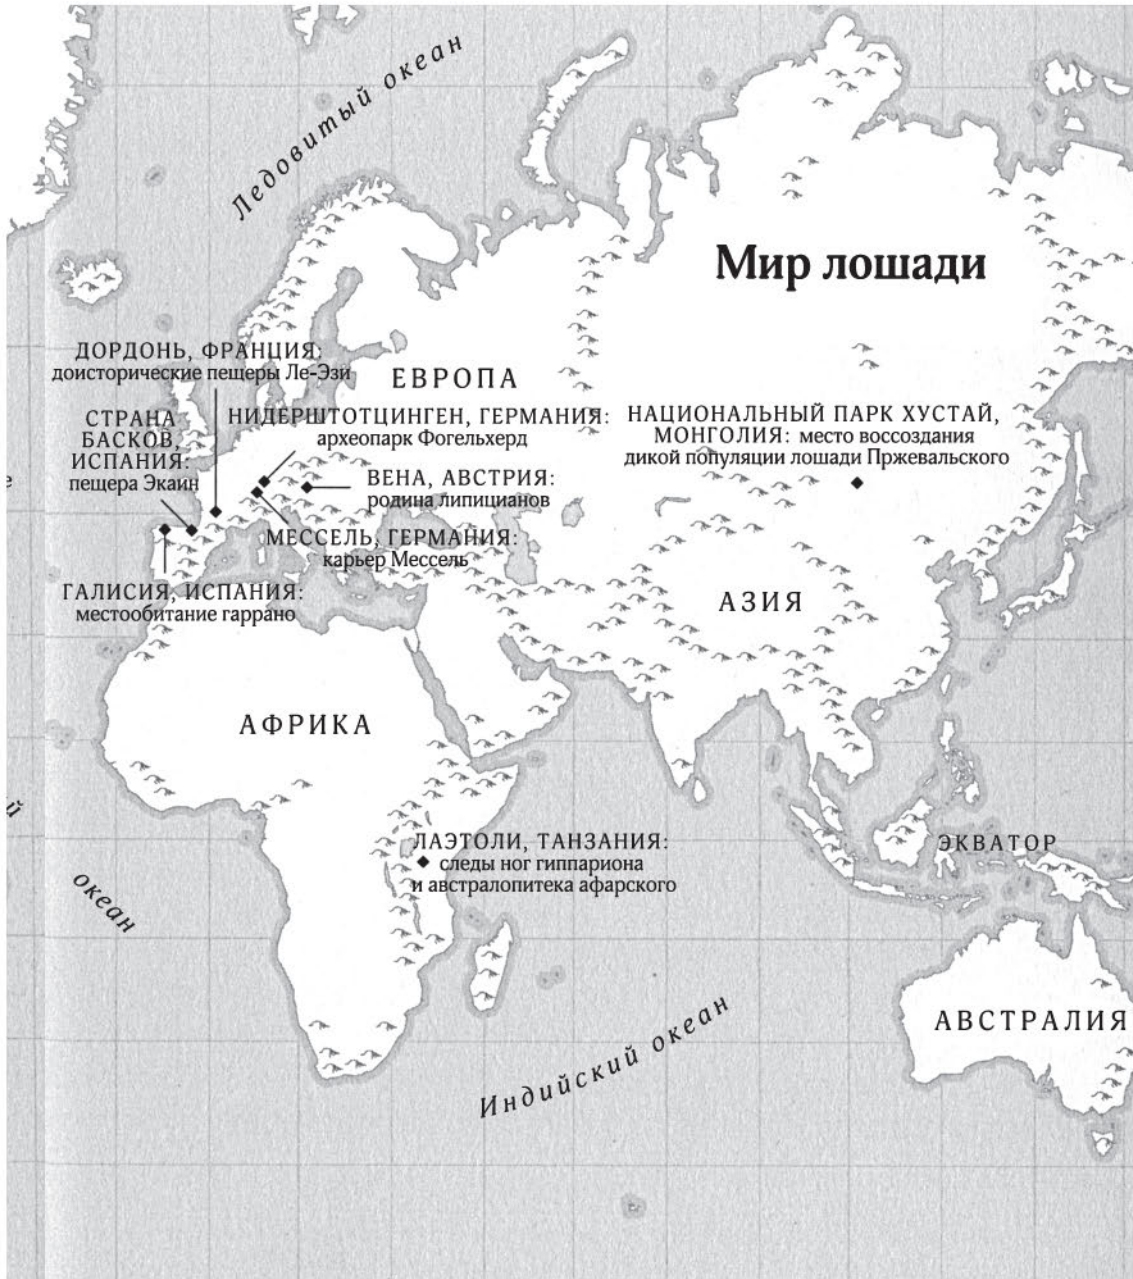 Ледовитый океан
Мир лошади
ДОРДОНЬ, ФРАНЦИЯ:
доисторические пещеры Ле-Эзи
ЕВРОПА
СТРАНА
БАСКОВ,
ИСПАНИЯ:
пещера Экаин
НИДЕРШТОТЦИНГЕН, ГЕРМАНИЯ:
археопарк Фогельхерд
НАЦИОНАЛЬНЫЙ ПАРК ХУСТАЙ,
МОНГОЛИЯ: место воссоздания
дикой популяции лошади Пржевальского
ВЕНА, АВСТРИЯ:
родина липицианов
МЕССЕЛЬ, ГЕРМАНИЯ:
карьер Мессель
ГАЛИСИЯ, ИСПАНИЯ:
местообитание гаррано
АЗИЯ
АФРИКА
ЛАЭТОЛИ, ТАНЗАНИЯ:
следы ног гиппариона
и австралопитека афарского
ЭКВАТОР
океан
АВСТРАЛИЯ
Индийский океан